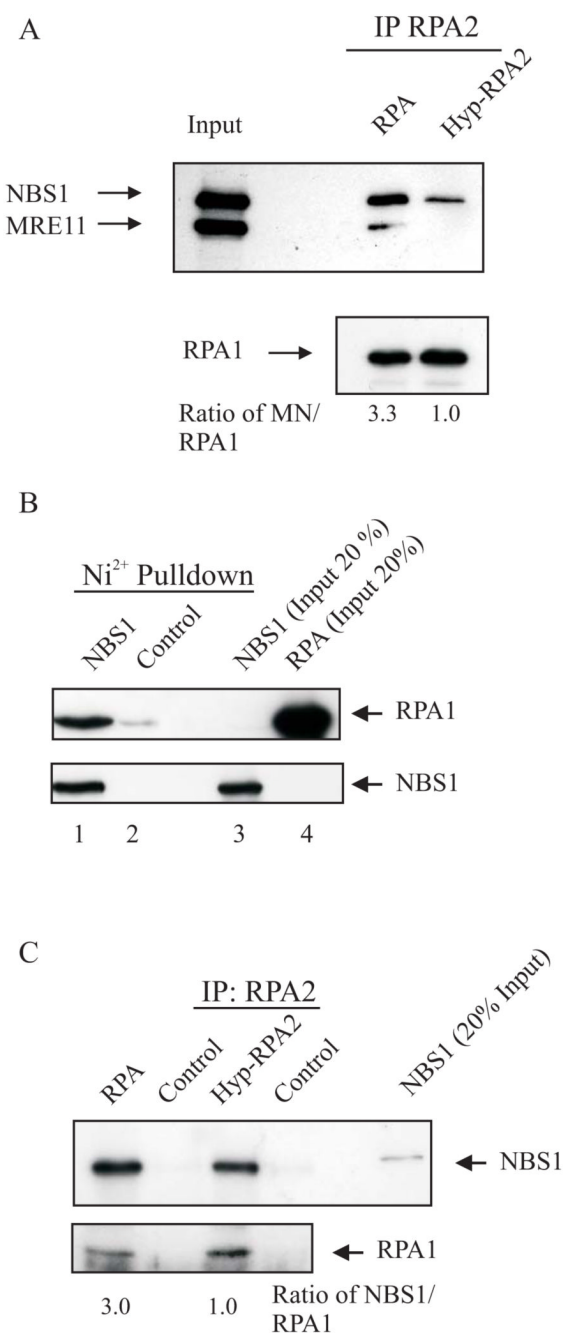 A
IP RPA2
Input
RPA
Hyp-RPA2
NBS1
MRE11
RPA1
Ratio of MN/
RPA1
3.3 1.0
B
Ni2+ Pulldown
NBS1
Control
NBS1 (Input 20 %)
RPA (Input 20%)
RPA1
NBS1
1 2 3 4
C
IP: RPA2
RPA
Control
Hyp-RPA2
Control
NBS1 (20% Input)
NBS1
RPA1
3.0 1.0
Ratio of NBS1/
RPA1